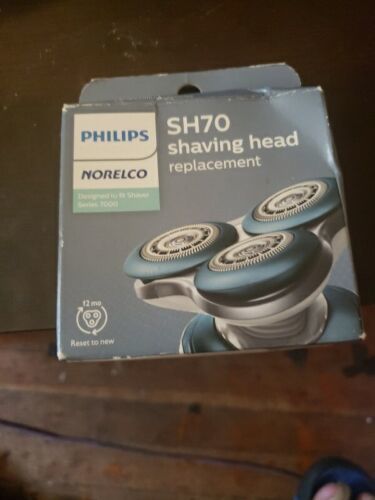 PHILIPS
NORELCO
Designed to fit Shaver
Series 7000
SH70
shaving head
replacement
12 mo
Reset to new